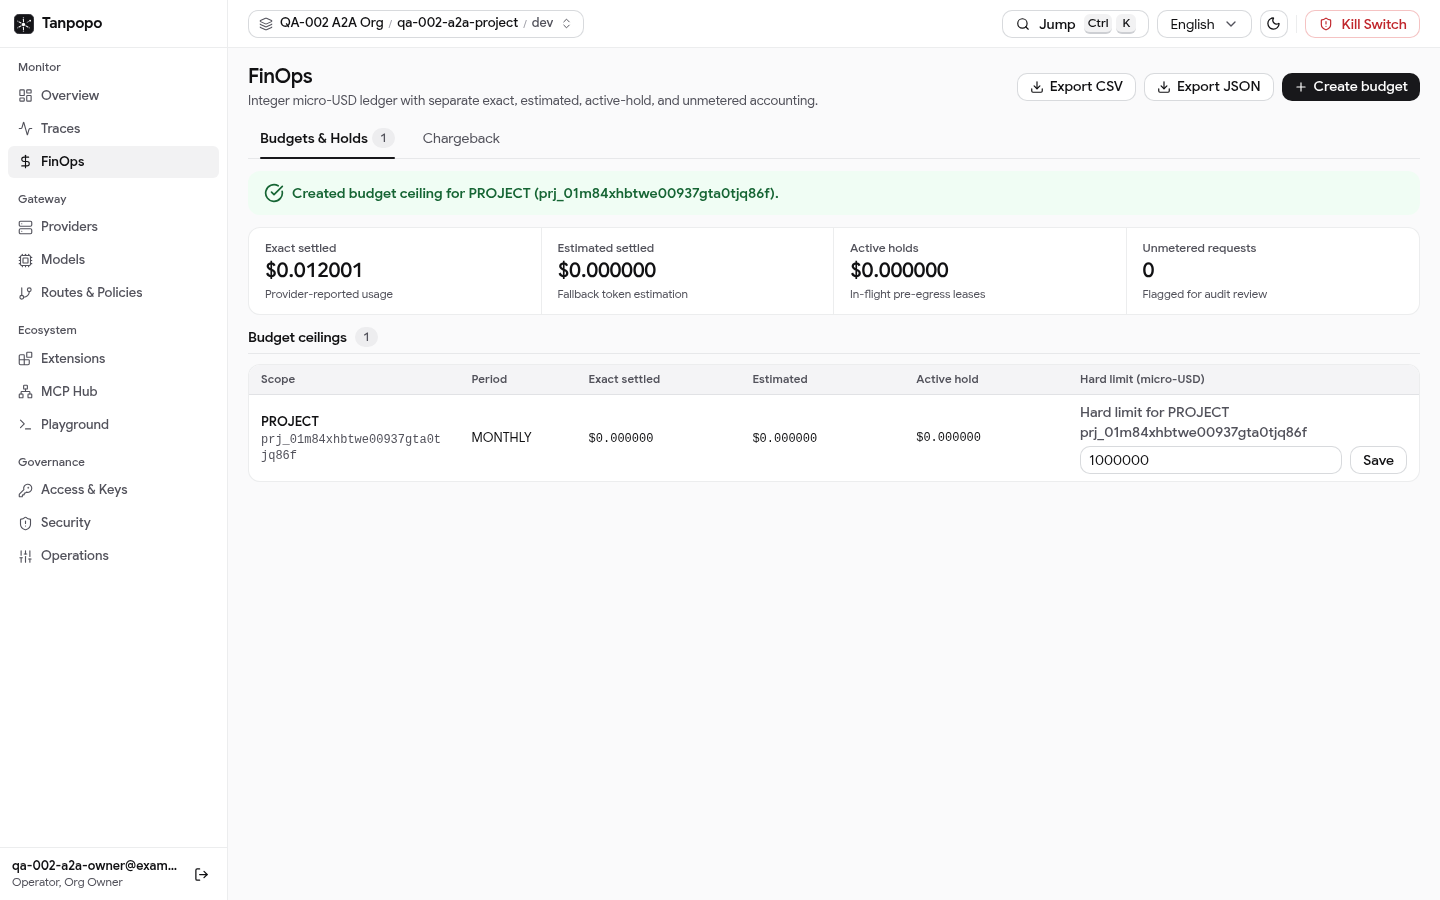 Tanpopo
QA-002 A2A Org / qa-002-a2a-project / dev
Jump Ctrl K
English
Kill Switch
Monitor
Overview
Traces
FinOps
Gateway
Providers
Models
Routes & Policies
Ecosystem
Extensions
MCP Hub
Playground
Governance
Access & Keys
Security
Operations
qa-002-a2a-owner@exam...
Operator, Org Owner
FinOps
Integer micro-USD ledger with separate exact, estimated, active-hold, and unmetered accounting.
Export CSV
Export JSON
+ Create budget
Budgets & Holds 1
Chargeback
Created budget ceiling for PROJECT (prj_01m84xhbtwe00937gta0tjq86f).
Exact settled
$0.012001
Provider-reported usage
Estimated settled
$0.000000
Fallback token estimation
Active holds
$0.000000
In-flight pre-egress leases
Unmetered requests
0
Flagged for audit review
Budget ceilings 1
Scope Period Exact settled Estimated Active hold Hard limit (micro-USD)
PROJECT
prj_01m84xhbtwe00937gta0t
jq86f
MONTHLY
$0.000000
$0.000000
$0.000000
Hard limit for PROJECT
prj_01m84xhbtwe00937gta0tjq86f
1000000
Save